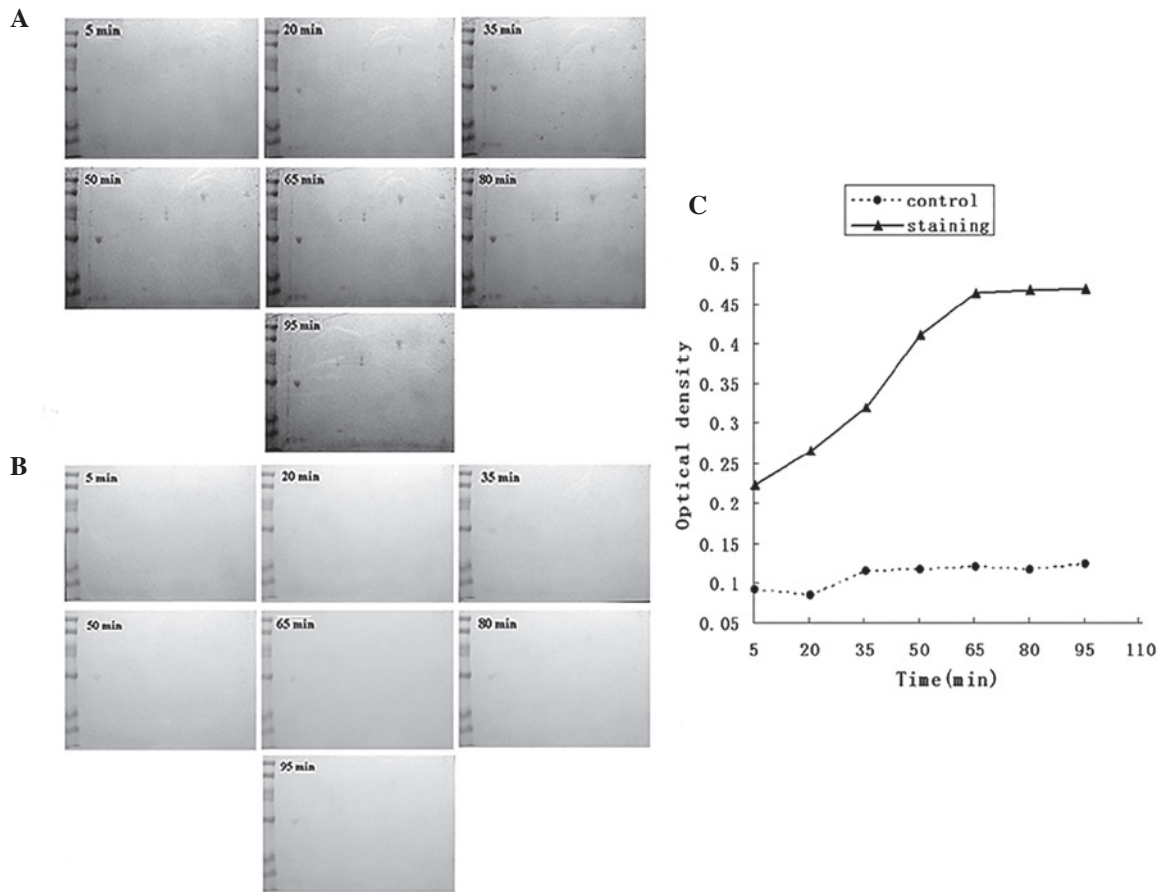 A
5 min
20 min
35 min
50 min
65 min
80 min
95 min
B
5 min
20 min
35 min
50 min
65 min
80 min
95 min
C
control
staining
0.5
0.45
0.4
0.35
0.3
0.25
0.2
0.15
0.1
0.05
Optical density
5 20 35 50 65 80 95 110
Time(min)